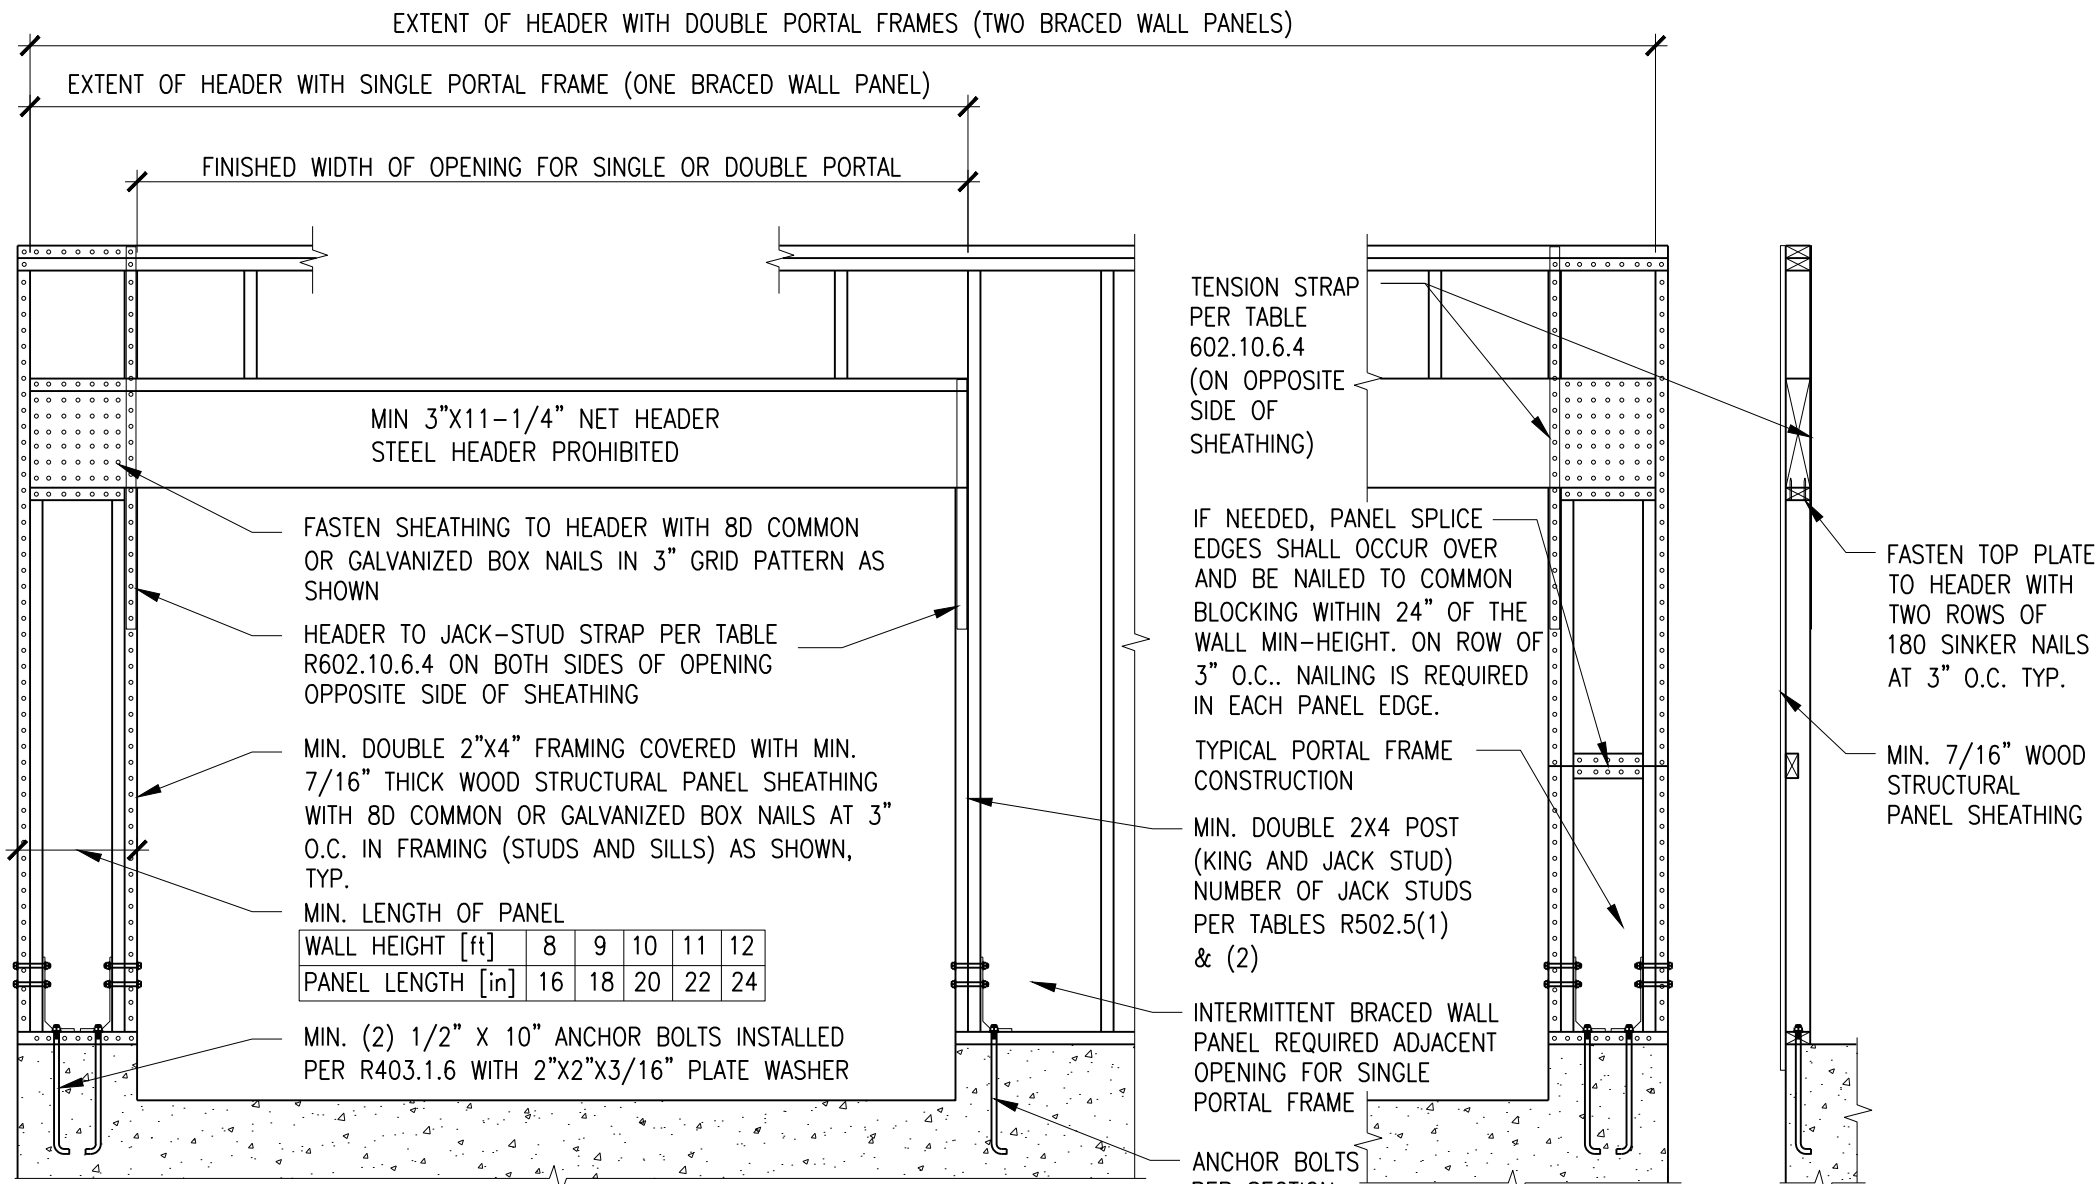 EXTENT OF HEADER WITH DOUBLE PORTAL FRAMES (TWO BRACED WALL PANELS)
EXTENT OF HEADER WITH SINGLE PORTAL FRAME (ONE BRACED WALL PANEL)
FINISHED WIDTH OF OPENING FOR SINGLE OR DOUBLE PORTAL
MIN 3"X11-1/4" NET HEADER
STEEL HEADER PROHIBITED
FASTEN SHEATHING TO HEADER WITH 8D COMMON
OR GALVANIZED BOX NAILS IN 3" GRID PATTERN AS
SHOWN
HEADER TO JACK-STUD STRAP PER TABLE
R602.10.6.4 ON BOTH SIDES OF OPENING
OPPOSITE SIDE OF SHEATHING
MIN. DOUBLE 2"X4" FRAMING COVERED WITH MIN.
7/16" THICK WOOD STRUCTURAL PANEL SHEATHING
WITH 8D COMMON OR GALVANIZED BOX NAILS AT 3"
O.C. IN FRAMING (STUDS AND SILLS) AS SHOWN,
TYP.
MIN. LENGTH OF PANEL
WALL HEIGHT [ft] 8 9 10 11 12
PANEL LENGTH [in] 16 18 20 22 24
MIN. (2) 1/2" X 10" ANCHOR BOLTS INSTALLED
PER R403.1.6 WITH 2"X2"X3/16" PLATE WASHER
TENSION STRAP
PER TABLE
602.10.6.4
(ON OPPOSITE
SIDE OF
SHEATHING)
IF NEEDED, PANEL SPLICE
EDGES SHALL OCCUR OVER
AND BE NAILED TO COMMON
BLOCKING WITHIN 24" OF THE
WALL MIN-HEIGHT. ON ROW OF
3" O.C.. NAILING IS REQUIRED
IN EACH PANEL EDGE.
TYPICAL PORTAL FRAME
CONSTRUCTION
MIN. DOUBLE 2X4 POST
(KING AND JACK STUD)
NUMBER OF JACK STUDS
PER TABLES R502.5(1)
& (2)
INTERMITTENT BRACED WALL
PANEL REQUIRED ADJACENT
OPENING FOR SINGLE
PORTAL FRAME
ANCHOR BOLTS
PER SECTION
FASTEN TOP PLATE
TO HEADER WITH
TWO ROWS OF
180 SINKER NAILS
AT 3" O.C. TYP.
MIN. 7/16" WOOD
STRUCTURAL
PANEL SHEATHING